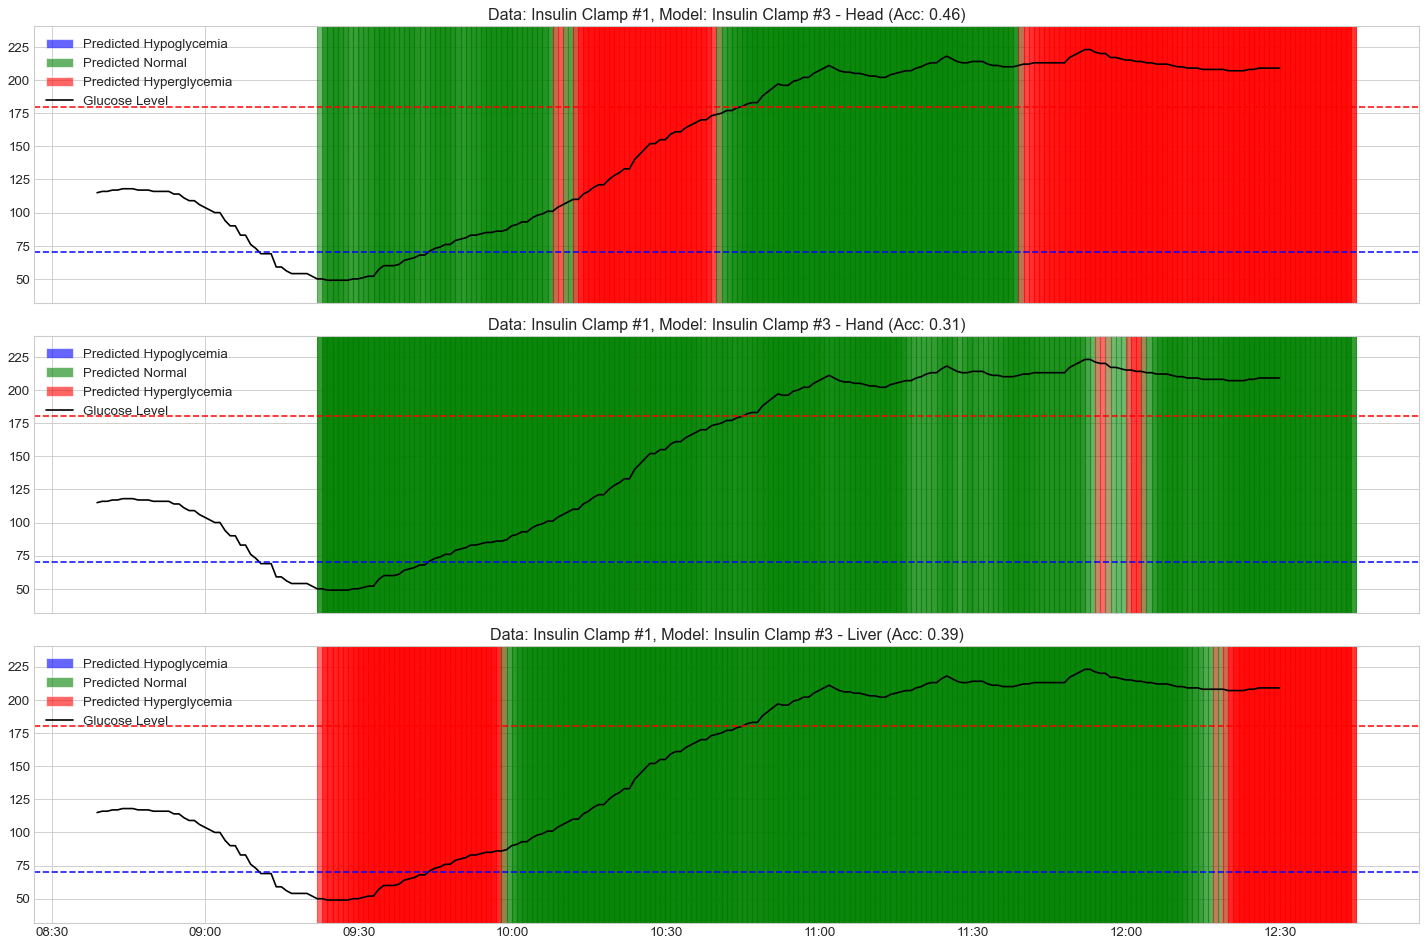 Data: Insulin Clamp #1, Model: Insulin Clamp #3 - Head (Acc: 0.46)
Predicted Hypoglycemia
Predicted Normal
Predicted Hyperglycemia
Glucose Level
225
200
175
150
125
100
75
50
Data: Insulin Clamp #1, Model: Insulin Clamp #3 - Hand (Acc: 0.31)
Predicted Hypoglycemia
Predicted Normal
Predicted Hyperglycemia
Glucose Level
225
200
175
150
125
100
75
50
Data: Insulin Clamp #1, Model: Insulin Clamp #3 - Liver (Acc: 0.39)
Predicted Hypoglycemia
Predicted Normal
Predicted Hyperglycemia
Glucose Level
225
200
175
150
125
100
75
50
08:30 09:00 09:30 10:00 10:30 11:00 11:30 12:00 12:30